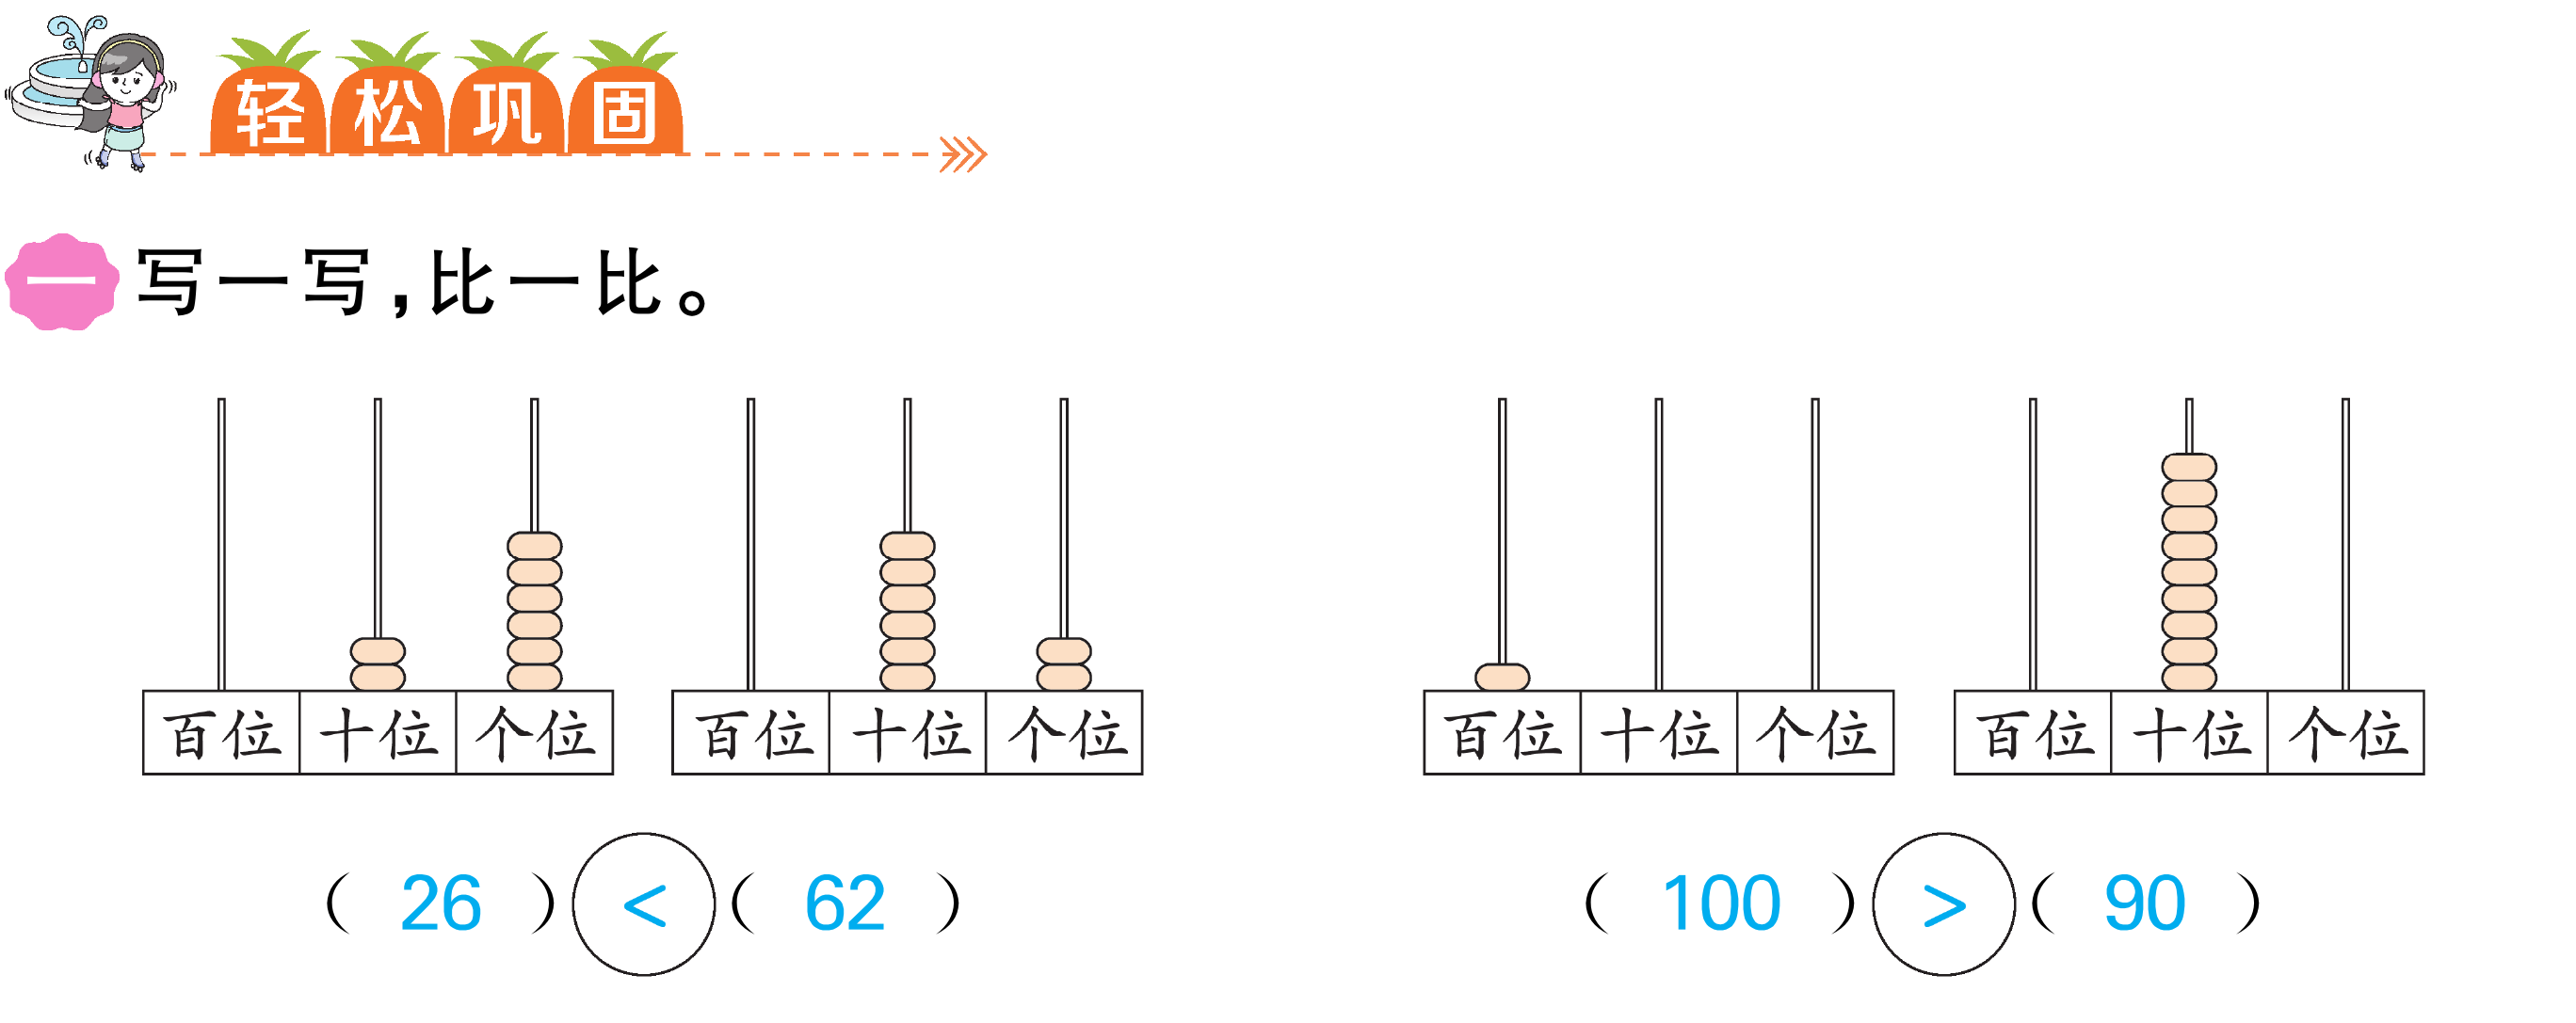 轻松巩固
一 写一写,比一比。
百位 十位 个位 百位 十位 个位 百位 十位 个位 百位 十位 个位
( 26 ) < ( 62 ) ( 100 ) > ( 90 )